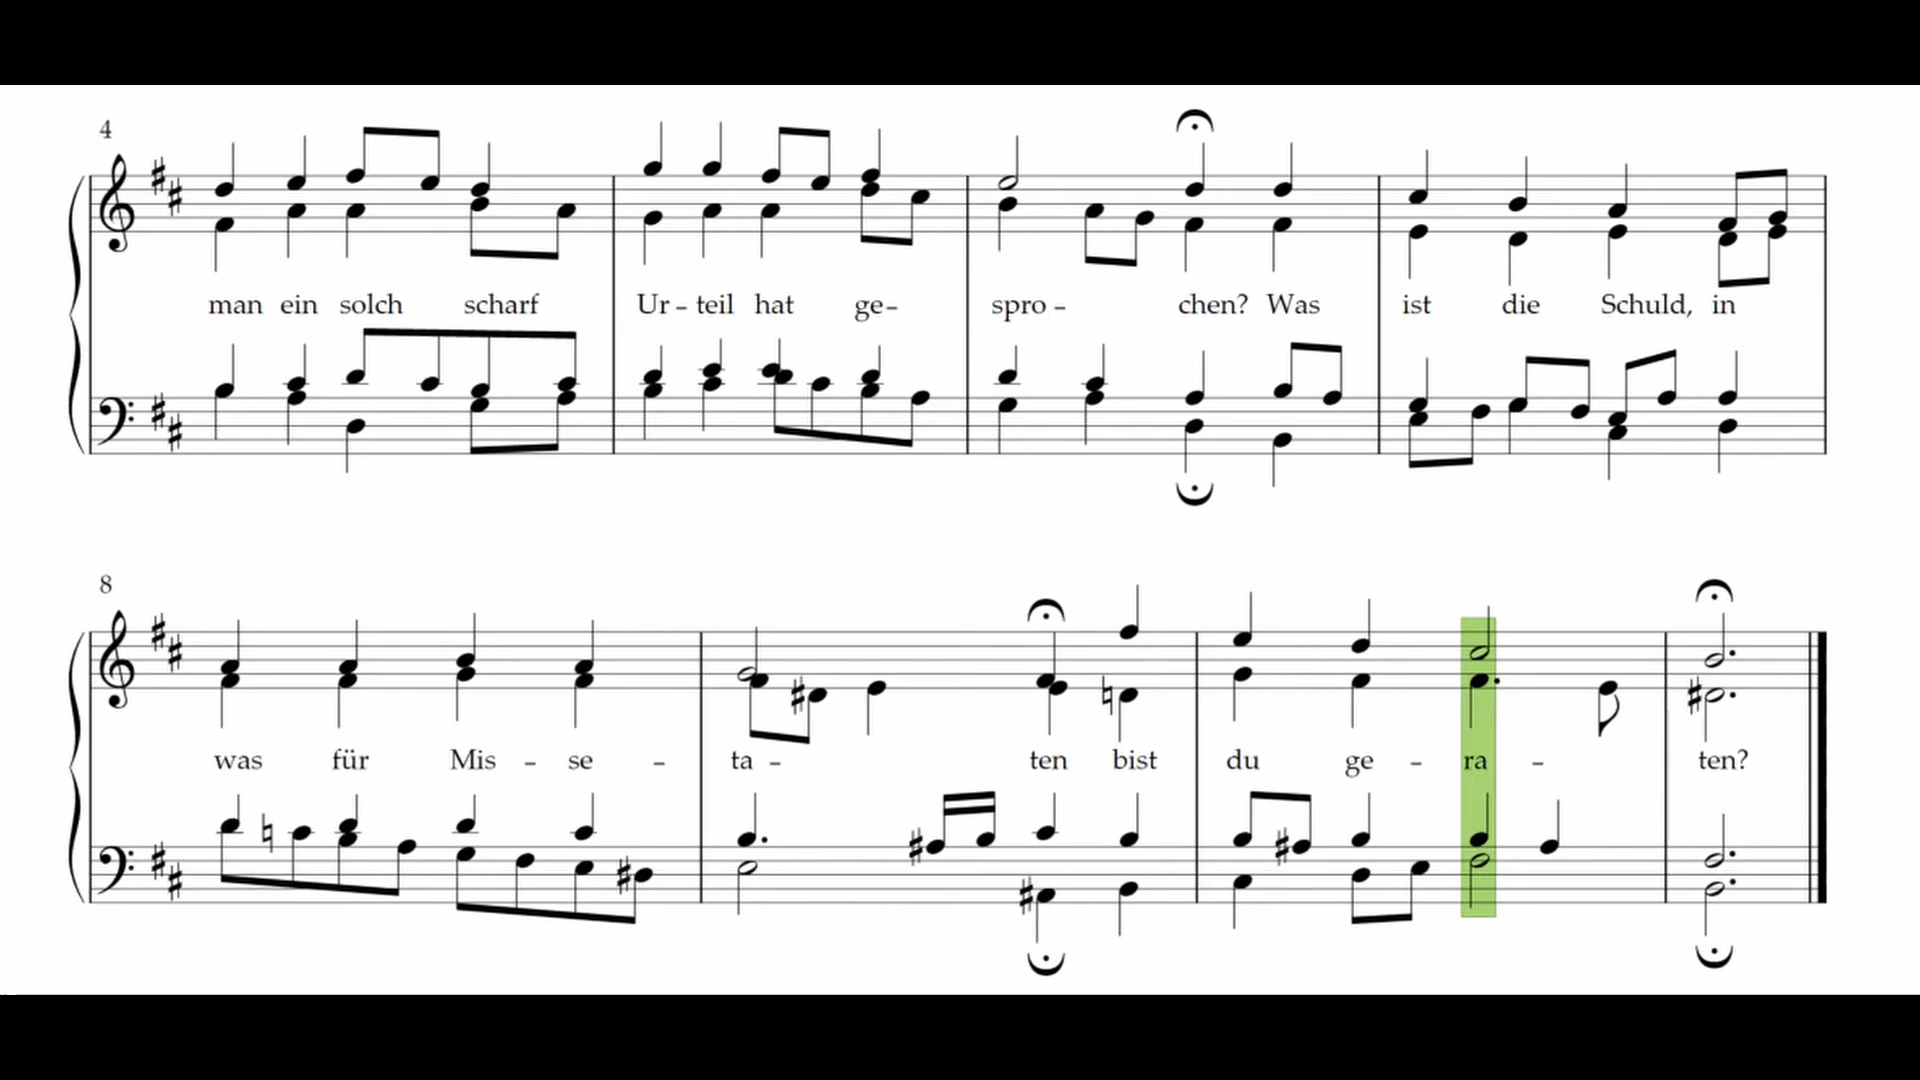 4
man ein solch scharf Ur - teil hat ge- spro - chen? Was ist die Schuld, in
8
was für Mis - se - ta - ten bist du ge - ra - ten?